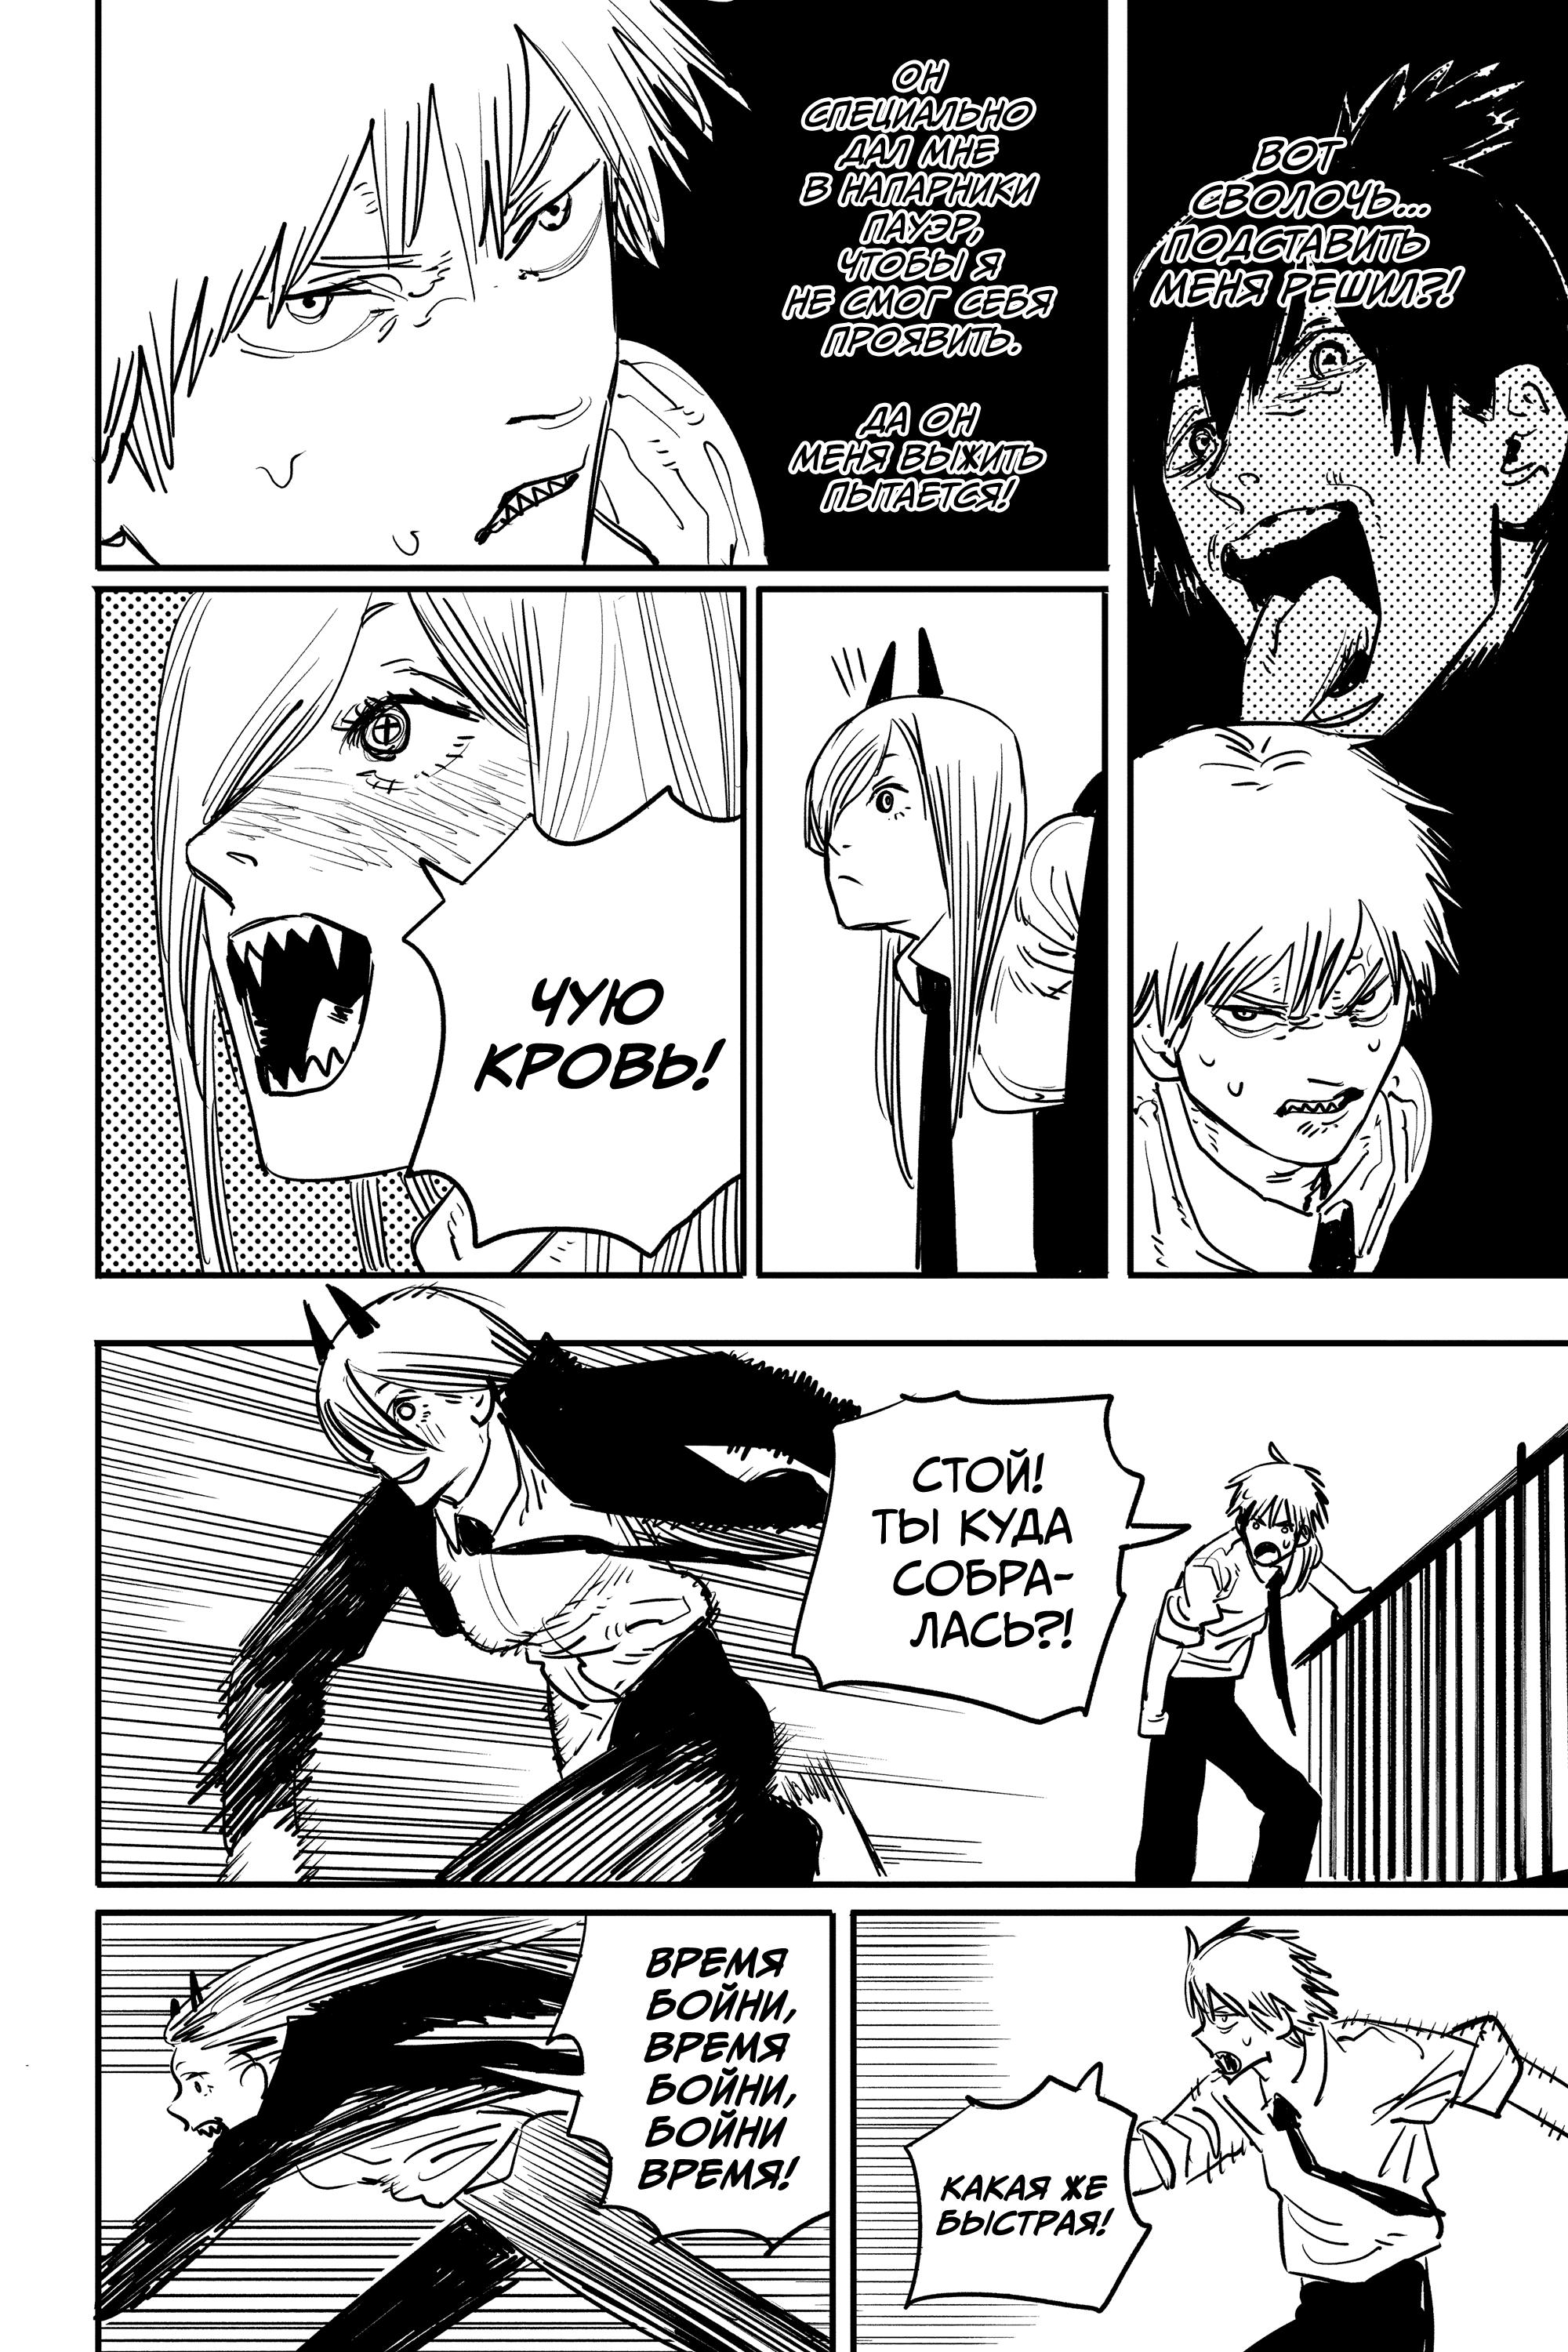 ВОТ
СВОЛОЧЬ...
ПОДСТАВИТЬ
МЕНЯ РЕШИЛ?!
ОН
СПЕЦИАЛЬНО
ДАЛ МНЕ
В НАПАРНИКИ
ПАУЭР,
ЧТОБЫ Я
НЕ СМОГ СЕБЯ
ПРОЯВИТЬ.
ДА ОН
МЕНЯ ВЫЖИТЬ
ПЫТАЕТСЯ!
ЧУЮ
КРОВЬ!
СТОЙ!
ТЫ КУДА
СОБРА-
ЛАСЬ?!
КАКАЯ ЖЕ
БЫСТРАЯ!
ВРЕМЯ
БОЙНИ,
ВРЕМЯ
БОЙНИ,
БОЙНИ
ВРЕМЯ!